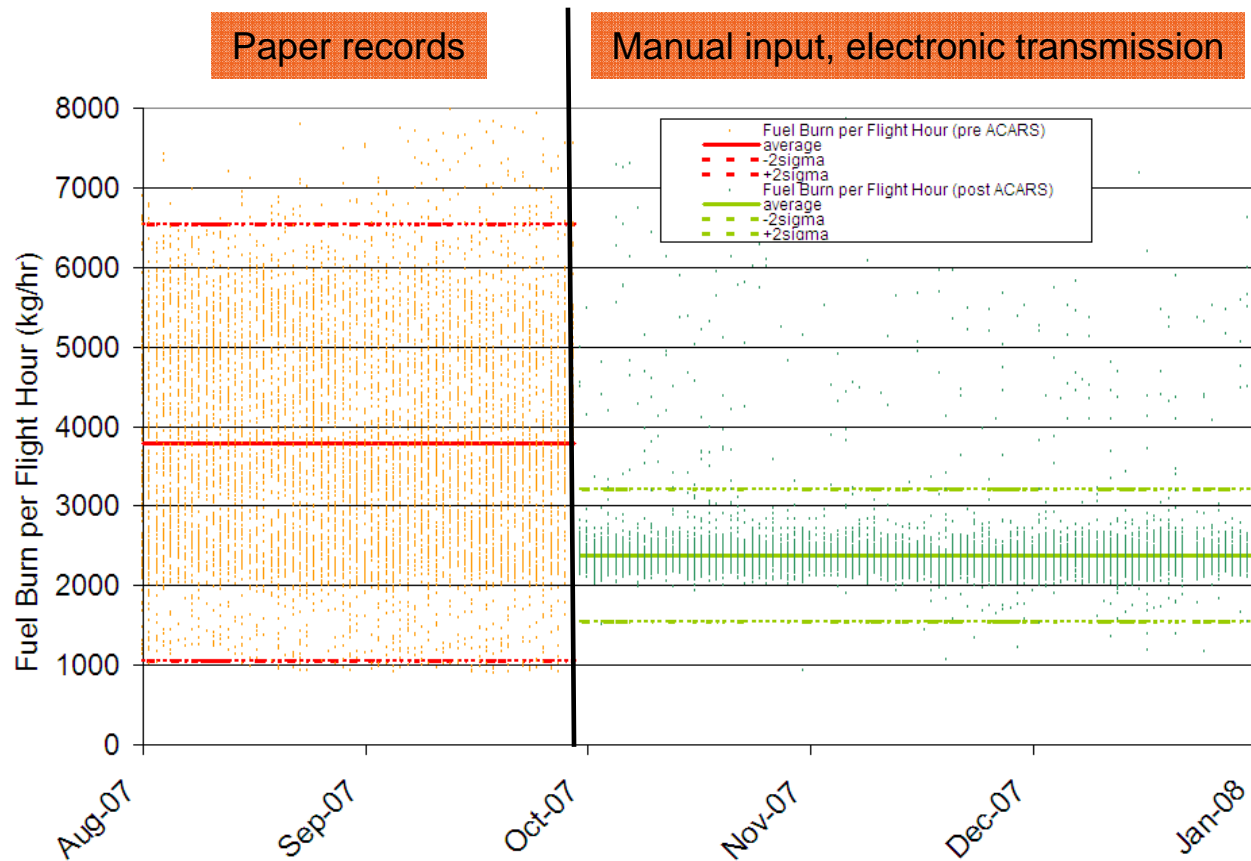 Paper records
Manual input, electronic transmission
Fuel Burn per Flight Hour (kg/hr)
8000
7000
6000
5000
4000
3000
2000
1000
0
Fuel Burn per Flight Hour (pre ACARS)
average
-2sigma
+2sigma
Fuel Burn per Flight Hour (post ACARS)
average
-2sigma
+2sigma
Aug-07
Sep-07
Oct-07
Nov-07
Dec-07
Jan-08